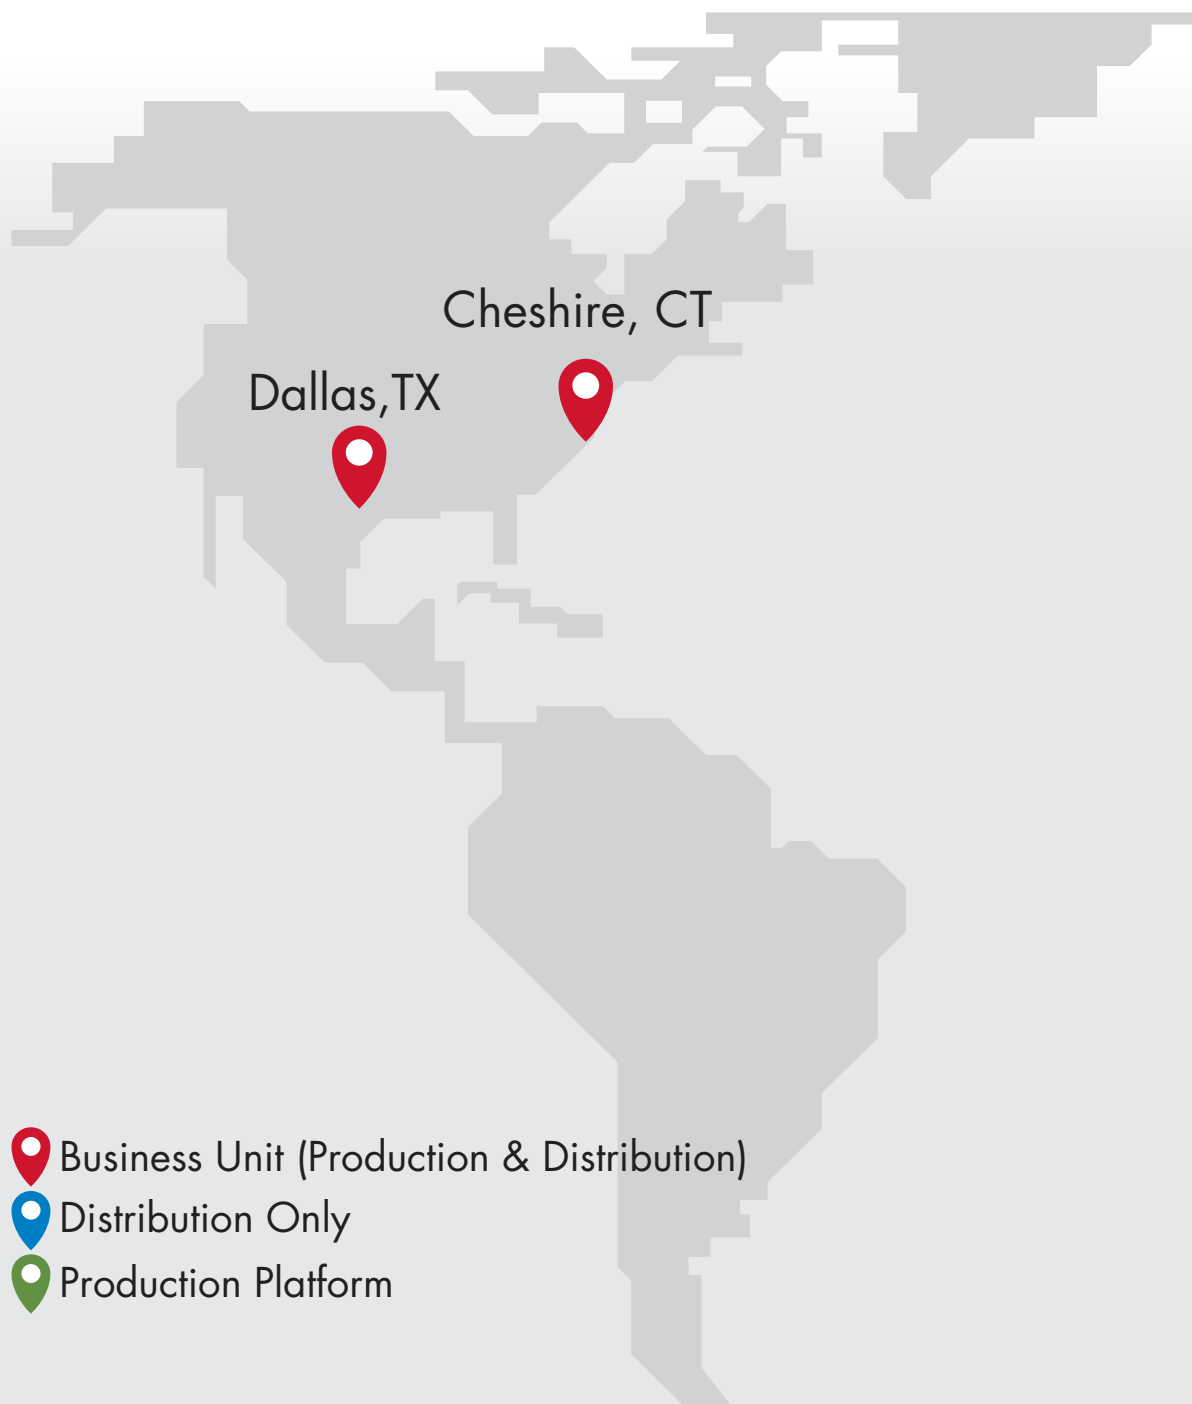 Cheshire, CT
Dallas,TX
Business Unit (Production & Distribution)
Distribution Only
Production Platform